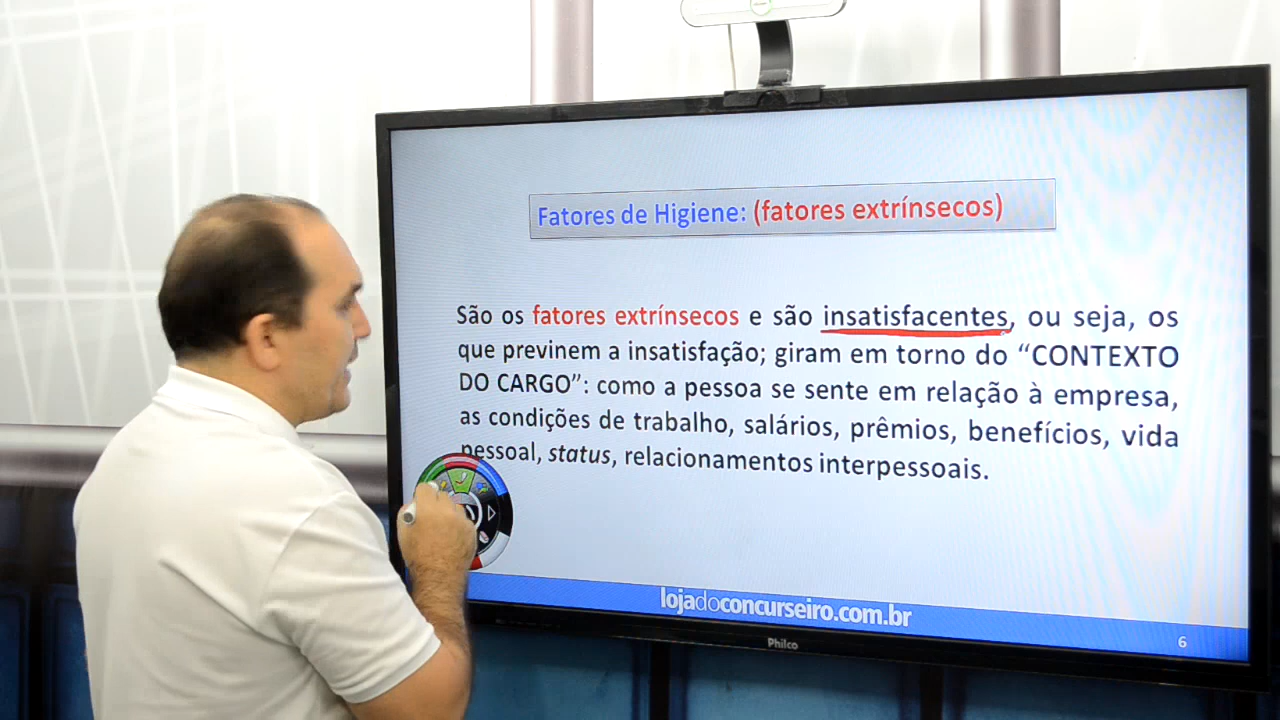 Fatores de Higiene: (fatores extrínsecos)
São os fatores extrínsecos e são insatisfacentes, ou seja, os
que previnem a insatisfação; giram em torno do “CONTEXTO
DO CARGO”: como a pessoa se sente em relação à empresa,
as condições de trabalho, salários, prêmios, benefícios, vida
pessoal, status, relacionamentos interpessoais.
lojadoconcurseiro.com.br
6
Philco